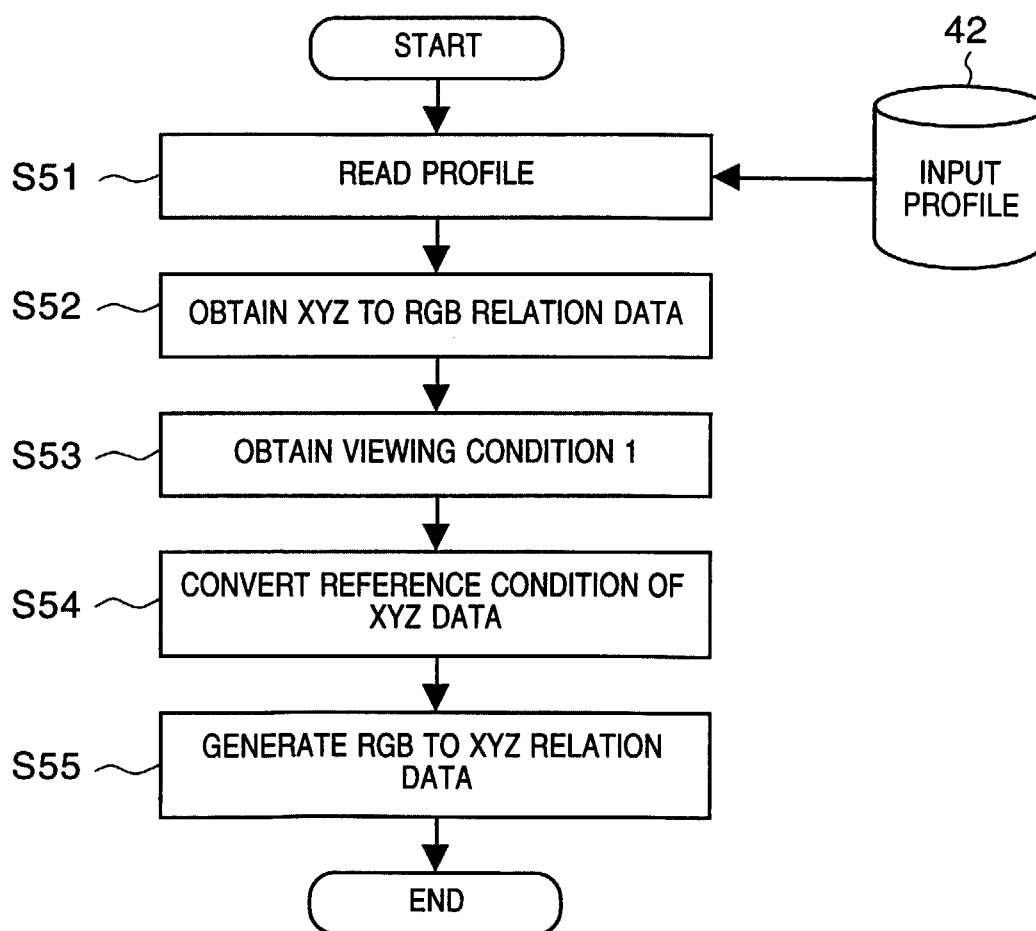 START
42
S51
READ PROFILE
INPUT
PROFILE
S52
OBTAIN XYZ TO RGB RELATION DATA
S53
OBTAIN VIEWING CONDITION 1
S54
CONVERT REFERENCE CONDITION OF
XYZ DATA
S55
GENERATE RGB TO XYZ RELATION
DATA
END